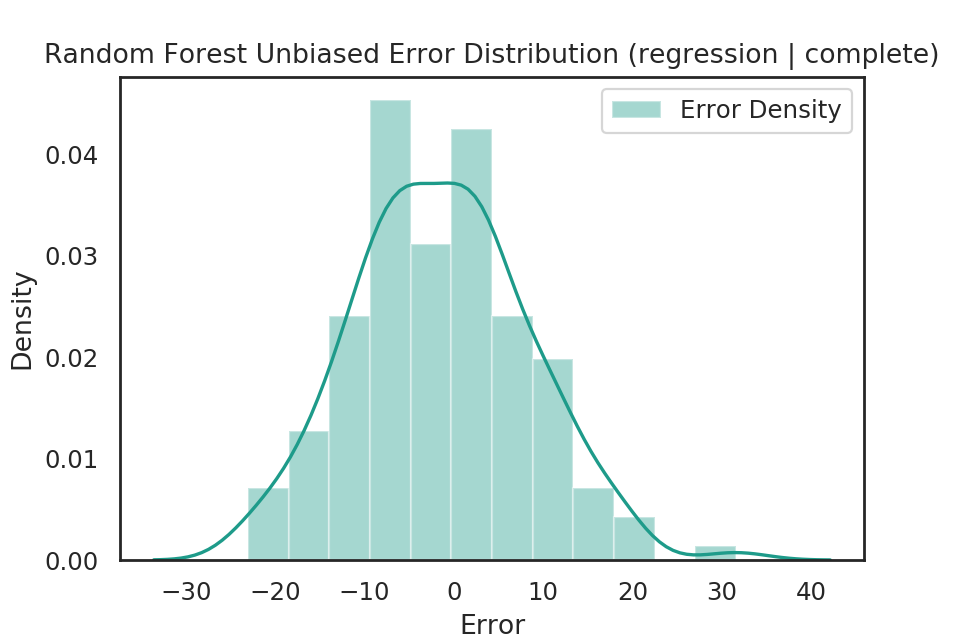 Random Forest Unbiased Error Distribution (regression | complete)
Error Density
Density
0.04
0.03
0.02
0.01
0.00
−30 −20 −10 0 10 20 30 40
Error